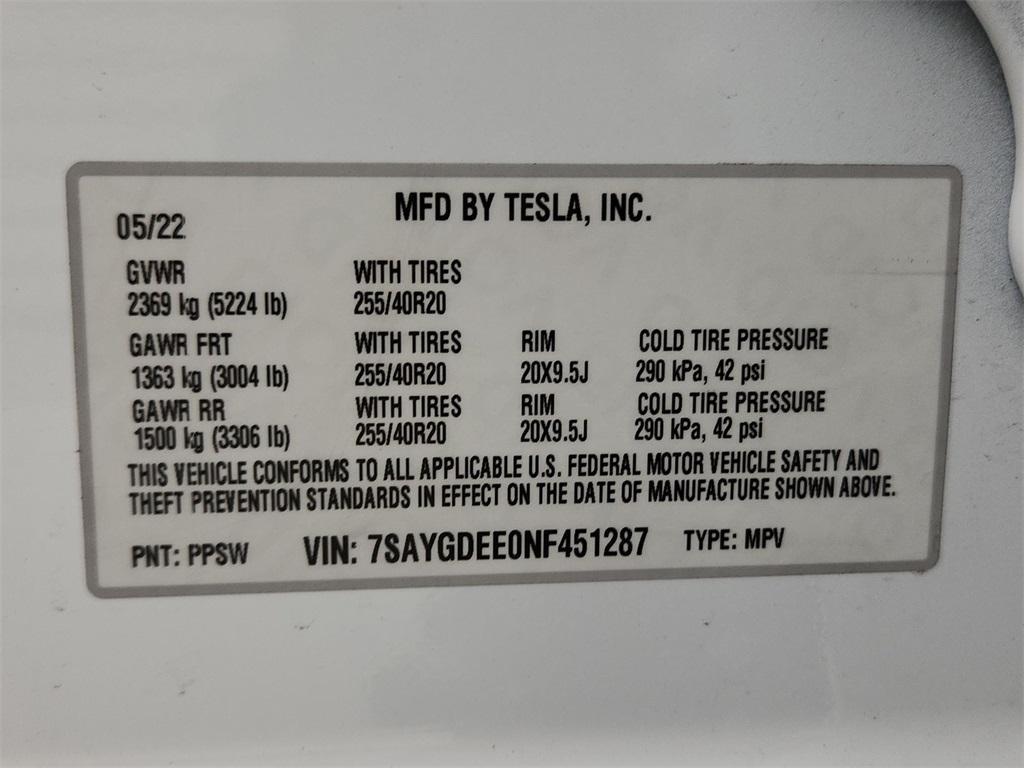 MFD BY TESLA, INC.
05/22
GVWR WITH TIRES
2369 kg (5224 lb) 255/40R20
GAWR FRT WITH TIRES RIM COLD TIRE PRESSURE
1363 kg (3004 lb) 255/40R20 20X9.5J 290 kPa, 42 psi
GAWR RR WITH TIRES RIM COLD TIRE PRESSURE
1500 kg (3306 lb) 255/40R20 20X9.5J 290 kPa, 42 psi
THIS VEHICLE CONFORMS TO ALL APPLICABLE U.S. FEDERAL MOTOR VEHICLE SAFETY AND
THEFT PREVENTION STANDARDS IN EFFECT ON THE DATE OF MANUFACTURE SHOWN ABOVE.
PNT: PPSW VIN: 7SAYGDEE0NF451287 TYPE: MPV